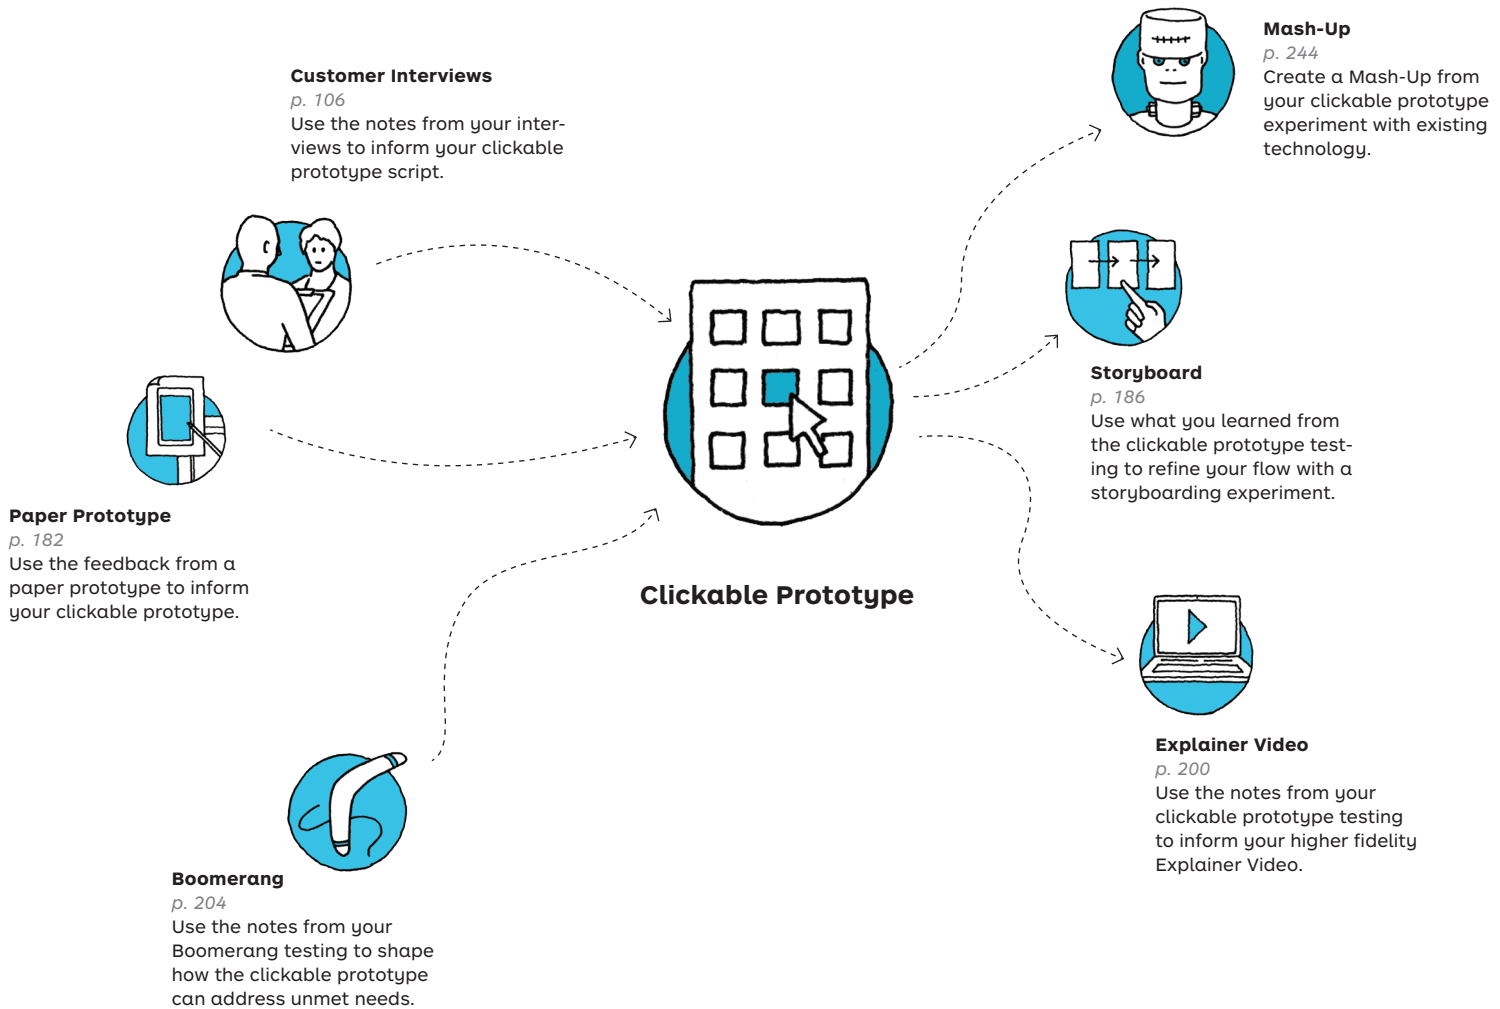 Customer Interviews
p. 106
Use the notes from your inter-
views to inform your clickable
prototype script.
Paper Prototype
p. 182
Use the feedback from a
paper prototype to inform
your clickable prototype.
Boomerang
p. 204
Use the notes from your
Boomerang testing to shape
how the clickable prototype
can address unmet needs.
Clickable Prototype
Mash-Up
p. 244
Create a Mash-Up from
your clickable prototype
experiment with existing
technology.
Storyboard
p. 186
Use what you learned from
the clickable prototype test-
ing to refine your flow with a
storyboarding experiment.
Explainer Video
p. 200
Use the notes from your
clickable prototype testing
to inform your higher fidelity
Explainer Video.